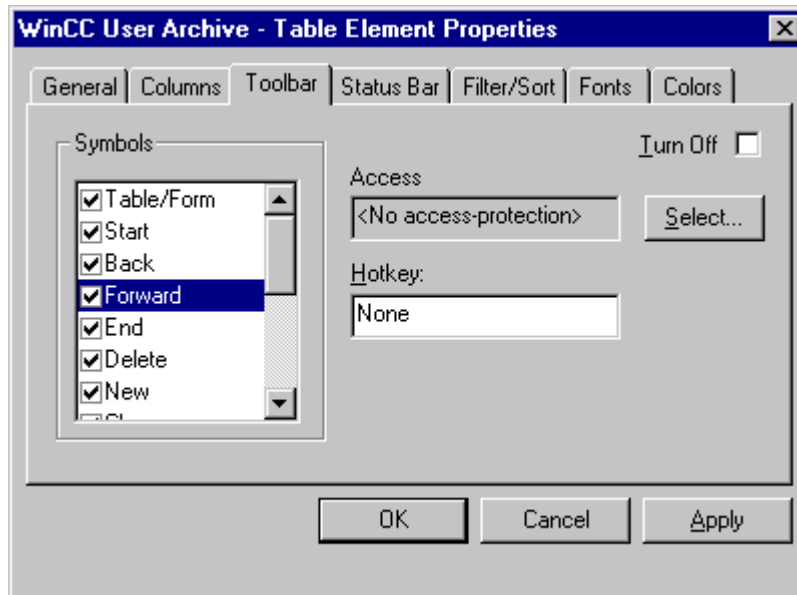 WinCC User Archive - Table Element Properties
General Columns Toolbar Status Bar Filter/Sort Fonts Colors
Symbols
Turn Off
Table/Form
Start
Back
Forward
End
Delete
New
Access
<No access-protection>
Select...
Hotkey:
None
OK Cancel Apply